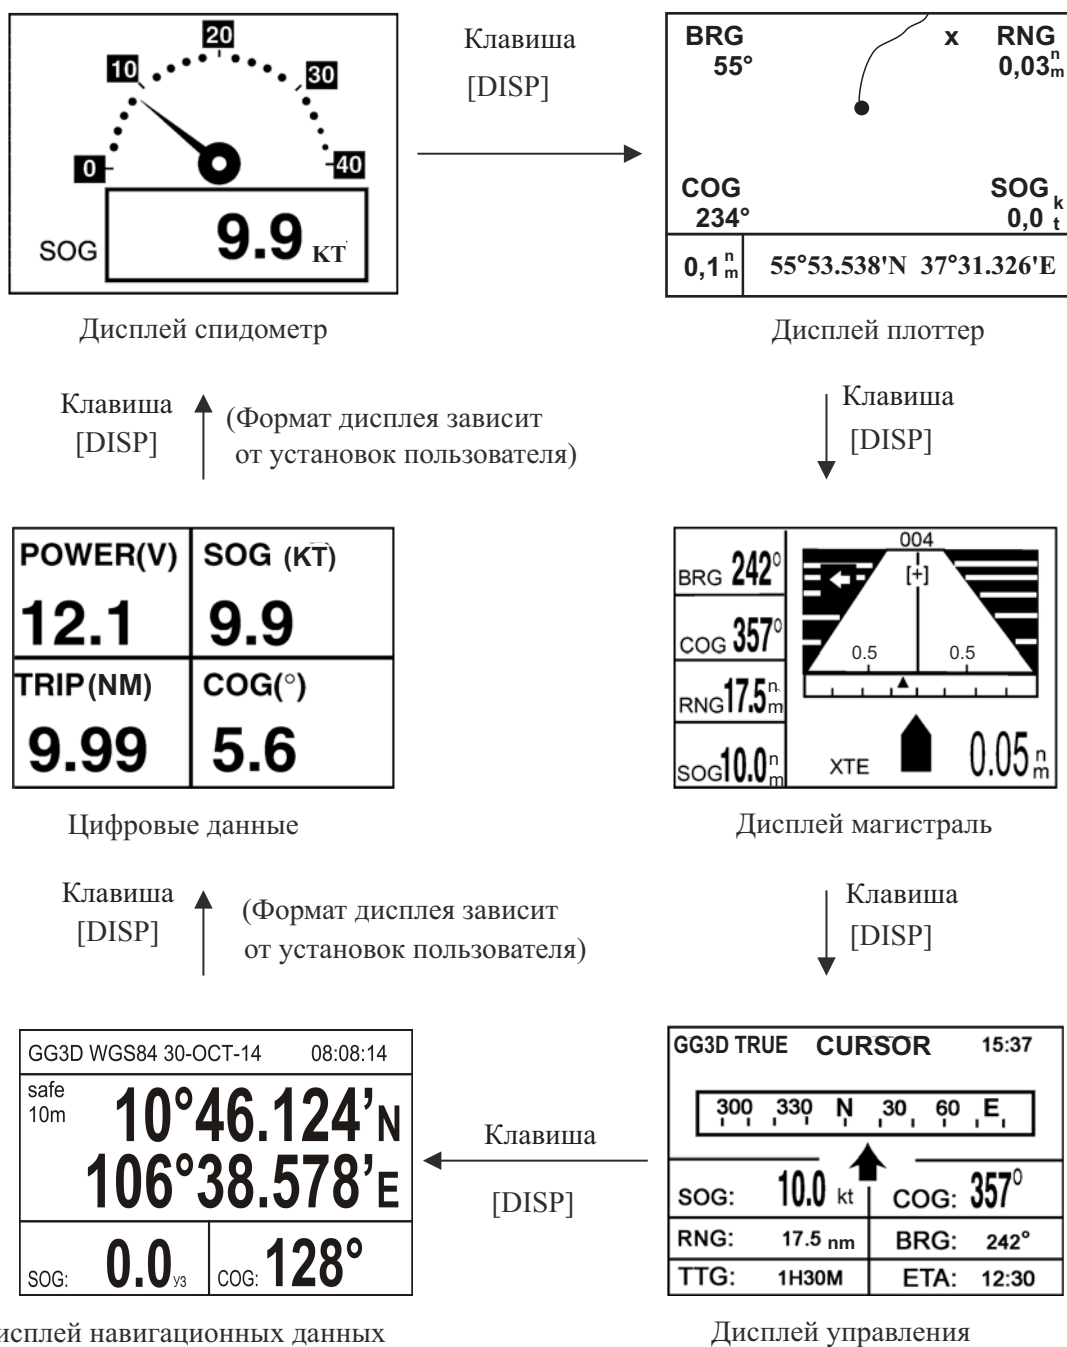 20
10
30
0
40
SOG
9.9 KT
Дисплей спидометр
Клавиша
[DISP]
BRG
55°
x
RNG
0,03 n m
COG
234°
SOG
0,0 k t
0,1 n m
55°53.538'N 37°31.326'E
Дисплей плоттер
Клавиша
[DISP]
(Формат дисплея зависит
от установок пользователя)
Клавиша
[DISP]
POWER(V)
12.1
SOG (KT)
9.9
TRIP(NM)
9.99
COG(°)
5.6
Цифровые данные
BRG 242°
COG 357°
RNG 17.5 n m
SOG 10.0 n m
004
[+]
0.5
0.5
XTE
0.05 n m
Дисплей магистраль
Клавиша
[DISP]
(Формат дисплея зависит
от установок пользователя)
Клавиша
[DISP]
GG3D WGS84 30-OCT-14 08:08:14
safe
10m
10°46.124’N
106°38.578’E
SOG: 0.0 уз
COG: 128°
исплей навигационных данных
Клавиша
[DISP]
GG3D TRUE CURSOR 15:37
300 330 N 30 60 E
SOG: 10.0 kt
COG: 357°
RNG: 17.5 nm
BRG: 242°
TTG: 1H30M
ETA: 12:30
Дисплей управления